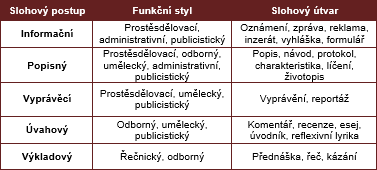 Slohový postup Funkční styl Slohový útvar
Informační Prostěsdělovací, administrativní, publicistický Oznámení, zpráva, reklama, inzerát, vyhláška, formulář
Popisný Prostěsdělovací, odborný, umělecký, administrativní, publicistický Popis, návod, protokol, charakteristika, líčení, životopis
Vyprávěcí Prostěsdělovací, umělecký, publicistický Vyprávění, reportáž
Úvahový Odborný, umělecký, publicistický Komentář, recenze, esej, úvodník, reflexivní lyrika
Výkladový Řečnický, odborný Přednáška, řeč, kázání